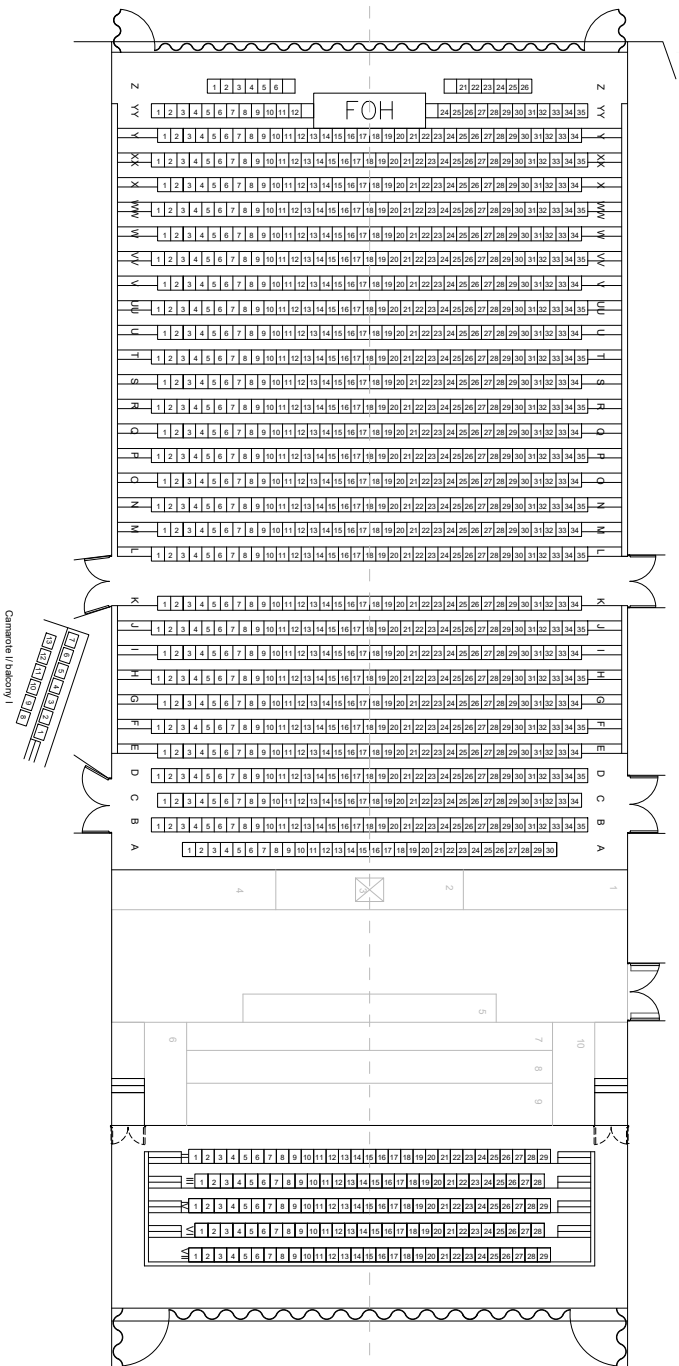 Z 1 2 3 4 5 6 21 22 23 24 25 26 Z
YY 1 2 3 4 5 6 7 8 9 10 11 12 FOH 24 25 26 27 28 29 30 31 32 33 34 35 YY
Y 1 2 3 4 5 6 7 8 9 10 11 12 13 14 15 16 17 18 19 20 21 22 23 24 25 26 27 28 29 30 31 32 33 34 Y
XX 1 2 3 4 5 6 7 8 9 10 11 12 13 14 15 16 17 18 19 20 21 22 23 24 25 26 27 28 29 30 31 32 33 34 35 XX
X 1 2 3 4 5 6 7 8 9 10 11 12 13 14 15 16 17 18 19 20 21 22 23 24 25 26 27 28 29 30 31 32 33 34 X
WW 1 2 3 4 5 6 7 8 9 10 11 12 13 14 15 16 17 18 19 20 21 22 23 24 25 26 27 28 29 30 31 32 33 34 35 WW
W 1 2 3 4 5 6 7 8 9 10 11 12 13 14 15 16 17 18 19 20 21 22 23 24 25 26 27 28 29 30 31 32 33 34 W
VV 1 2 3 4 5 6 7 8 9 10 11 12 13 14 15 16 17 18 19 20 21 22 23 24 25 26 27 28 29 30 31 32 33 34 35 VV
V 1 2 3 4 5 6 7 8 9 10 11 12 13 14 15 16 17 18 19 20 21 22 23 24 25 26 27 28 29 30 31 32 33 34 V
UU 1 2 3 4 5 6 7 8 9 10 11 12 13 14 15 16 17 18 19 20 21 22 23 24 25 26 27 28 29 30 31 32 33 34 35 UU
U 1 2 3 4 5 6 7 8 9 10 11 12 13 14 15 16 17 18 19 20 21 22 23 24 25 26 27 28 29 30 31 32 33 34 U
T 1 2 3 4 5 6 7 8 9 10 11 12 13 14 15 16 17 18 19 20 21 22 23 24 25 26 27 28 29 30 31 32 33 34 35 T
S 1 2 3 4 5 6 7 8 9 10 11 12 13 14 15 16 17 18 19 20 21 22 23 24 25 26 27 28 29 30 31 32 33 34 S
R 1 2 3 4 5 6 7 8 9 10 11 12 13 14 15 16 17 18 19 20 21 22 23 24 25 26 27 28 29 30 31 32 33 34 35 R
Q 1 2 3 4 5 6 7 8 9 10 11 12 13 14 15 16 17 18 19 20 21 22 23 24 25 26 27 28 29 30 31 32 33 34 Q
P 1 2 3 4 5 6 7 8 9 10 11 12 13 14 15 16 17 18 19 20 21 22 23 24 25 26 27 28 29 30 31 32 33 34 35 P
C 1 2 3 4 5 6 7 8 9 10 11 12 13 14 15 16 17 18 19 20 21 22 23 24 25 26 27 28 29 30 31 32 33 34 O
N 1 2 3 4 5 6 7 8 9 10 11 12 13 14 15 16 17 18 19 20 21 22 23 24 25 26 27 28 29 30 31 32 33 34 35 N
M 1 2 3 4 5 6 7 8 9 10 11 12 13 14 15 16 17 18 19 20 21 22 23 24 25 26 27 28 29 30 31 32 33 34 M
L 1 2 3 4 5 6 7 8 9 10 11 12 13 14 15 16 17 18 19 20 21 22 23 24 25 26 27 28 29 30 31 32 33 34 35 L
K 1 2 3 4 5 6 7 8 9 10 11 12 13 14 15 16 17 18 19 20 21 22 23 24 25 26 27 28 29 30 31 32 33 34 K
J 1 2 3 4 5 6 7 8 9 10 11 12 13 14 15 16 17 18 19 20 21 22 23 24 25 26 27 28 29 30 31 32 33 34 35 J
I 1 2 3 4 5 6 7 8 9 10 11 12 13 14 15 16 17 18 19 20 21 22 23 24 25 26 27 28 29 30 31 32 33 34 I
H 1 2 3 4 5 6 7 8 9 10 11 12 13 14 15 16 17 18 19 20 21 22 23 24 25 26 27 28 29 30 31 32 33 34 35 H
G 1 2 3 4 5 6 7 8 9 10 11 12 13 14 15 16 17 18 19 20 21 22 23 24 25 26 27 28 29 30 31 32 33 34 G
F 1 2 3 4 5 6 7 8 9 10 11 12 13 14 15 16 17 18 19 20 21 22 23 24 25 26 27 28 29 30 31 32 33 34 35 F
E 1 2 3 4 5 6 7 8 9 10 11 12 13 14 15 16 17 18 19 20 21 22 23 24 25 26 27 28 29 30 31 32 33 34 E
D 1 2 3 4 5 6 7 8 9 10 11 12 13 14 15 16 17 18 19 20 21 22 23 24 25 26 27 28 29 30 31 32 33 34 35 D
C 1 2 3 4 5 6 7 8 9 10 11 12 13 14 15 16 17 18 19 20 21 22 23 24 25 26 27 28 29 30 31 32 33 34 C
B 1 2 3 4 5 6 7 8 9 10 11 12 13 14 15 16 17 18 19 20 21 22 23 24 25 26 27 28 29 30 31 32 33 34 35 B
A 1 2 3 4 5 6 7 8 9 10 11 12 13 14 15 16 17 18 19 20 21 22 23 24 25 26 27 28 29 30 A
7 6 5 4 3 2 1
13 12 11 10 9 8
Camarote I / balcony I
4 3 2 1
5
6 7 10
8
9
1 2 3 4 5 6 7 8 9 10 11 12 13 14 15 16 17 18 19 20 21 22 23 24 25 26 27 28 29
III 1 2 3 4 5 6 7 8 9 10 11 12 13 14 15 16 17 18 19 20 21 22 23 24 25 26 27 28
1 2 3 4 5 6 7 8 9 10 11 12 13 14 15 16 17 18 19 20 21 22 23 24 25 26 27 28 29
1 2 3 4 5 6 7 8 9 10 11 12 13 14 15 16 17 18 19 20 21 22 23 24 25 26 27 28
1 2 3 4 5 6 7 8 9 10 11 12 13 14 15 16 17 18 19 20 21 22 23 24 25 26 27 28 29